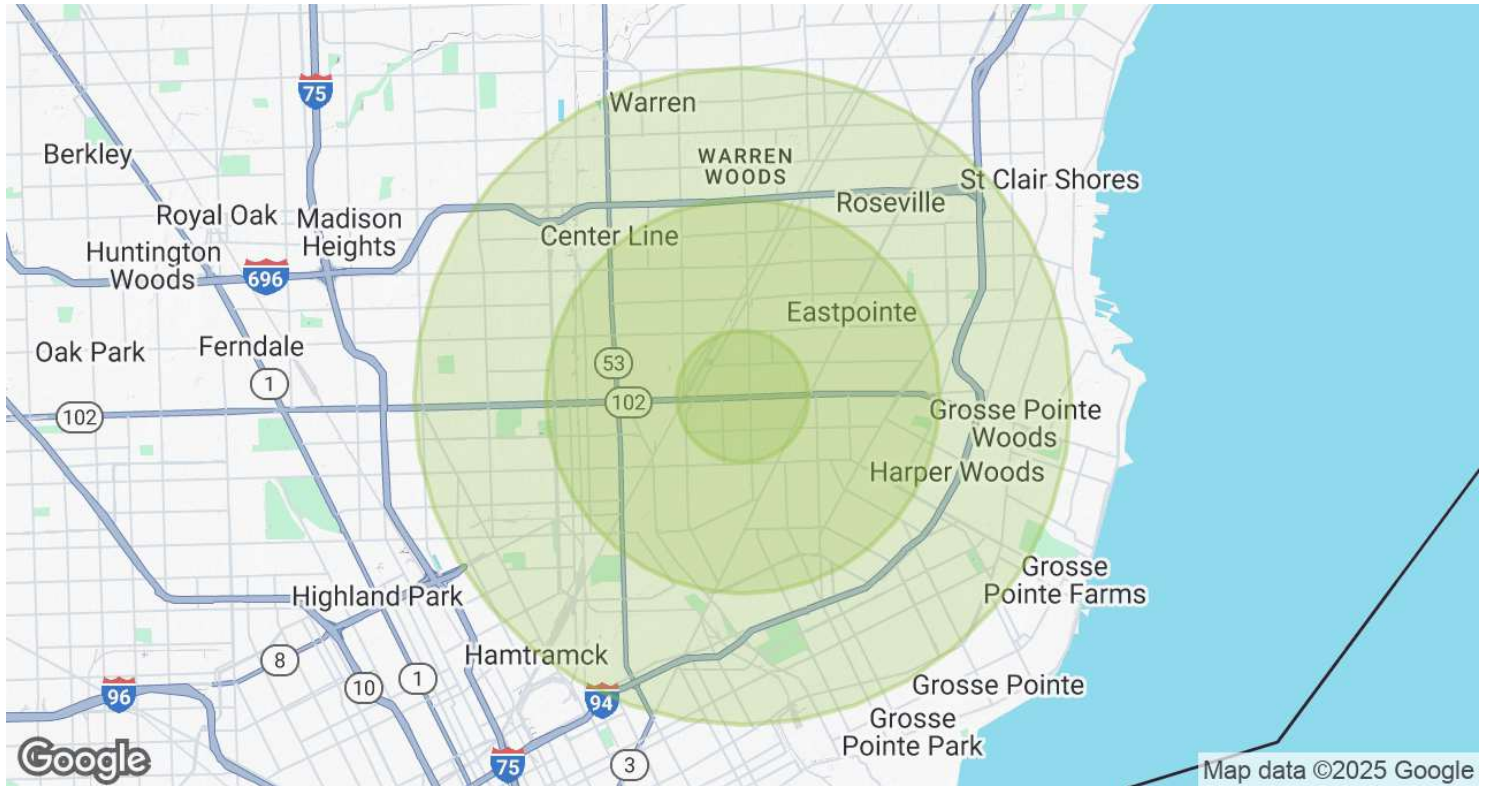 75
Warren
Berkley
WARREN
WOODS
St Clair Shores
Royal Oak
Madison
Heights
Roseville
Center Line
Huntington
Woods
696
Eastpointe
Oak Park
Ferndale
53
1
102
102
Grosse Pointe
Woods
Harper Woods
Highland Park
Grosse
Pointe Farms
Hamtramck
8
10
1
96
94
Grosse Pointe
Grosse
Pointe Park
75
3
Google
Map data ©2025 Google